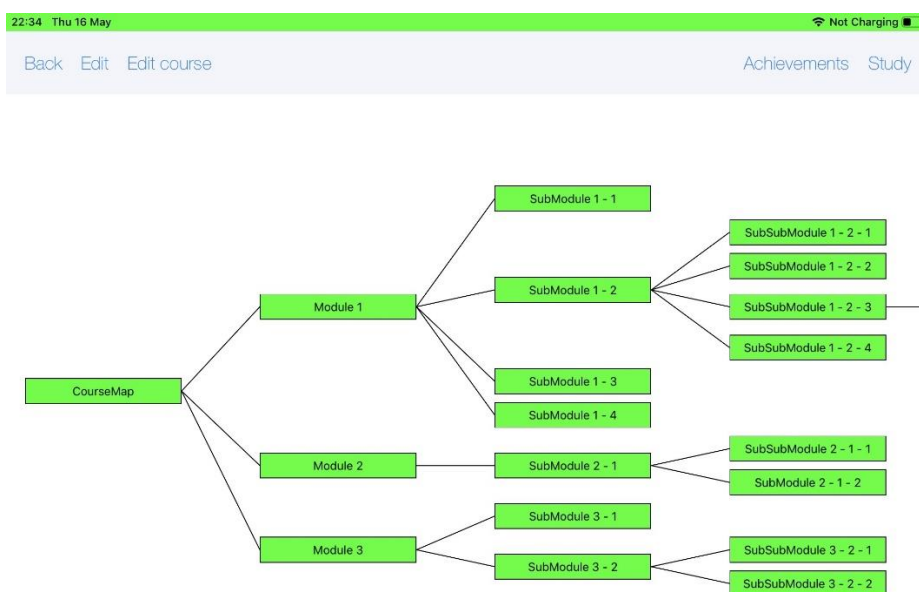 22:34 Thu 16 May Not Charging
Back Edit Edit course Achievements Study
SubModule 1 - 1
SubSubModule 1 - 2 - 1
SubSubModule 1 - 2 - 2
SubModule 1 - 2
Module 1
SubSubModule 1 - 2 - 3
SubSubModule 1 - 2 - 4
SubModule 1 - 3
CourseMap
SubModule 1 - 4
SubSubModule 2 - 1 - 1
Module 2
SubModule 2 - 1
SubModule 2 - 1 - 2
SubModule 3 - 1
Module 3
SubSubModule 3 - 2 - 1
SubModule 3 - 2
SubSubModule 3 - 2 - 2